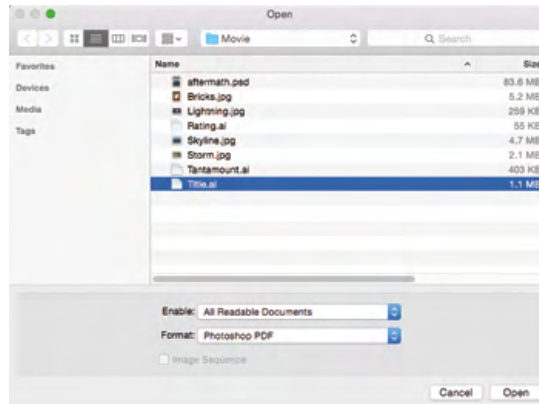 Open
Movie
Search
Favorites
Devices
Media
Tags
Name
Size
aftermath.psd 83.6 MB
Bricks.jpg 5.2 MB
Lightning.jpg 259 KB
Rating.ai 55 KB
Skyline.jpg 4.7 MB
Storm.jpg 2.1 MB
Tantamount.ai 403 KB
Title.ai 1.1 MB
Enable: All Readable Documents
Format: Photoshop PDF
Image Sequence
Cancel
Open